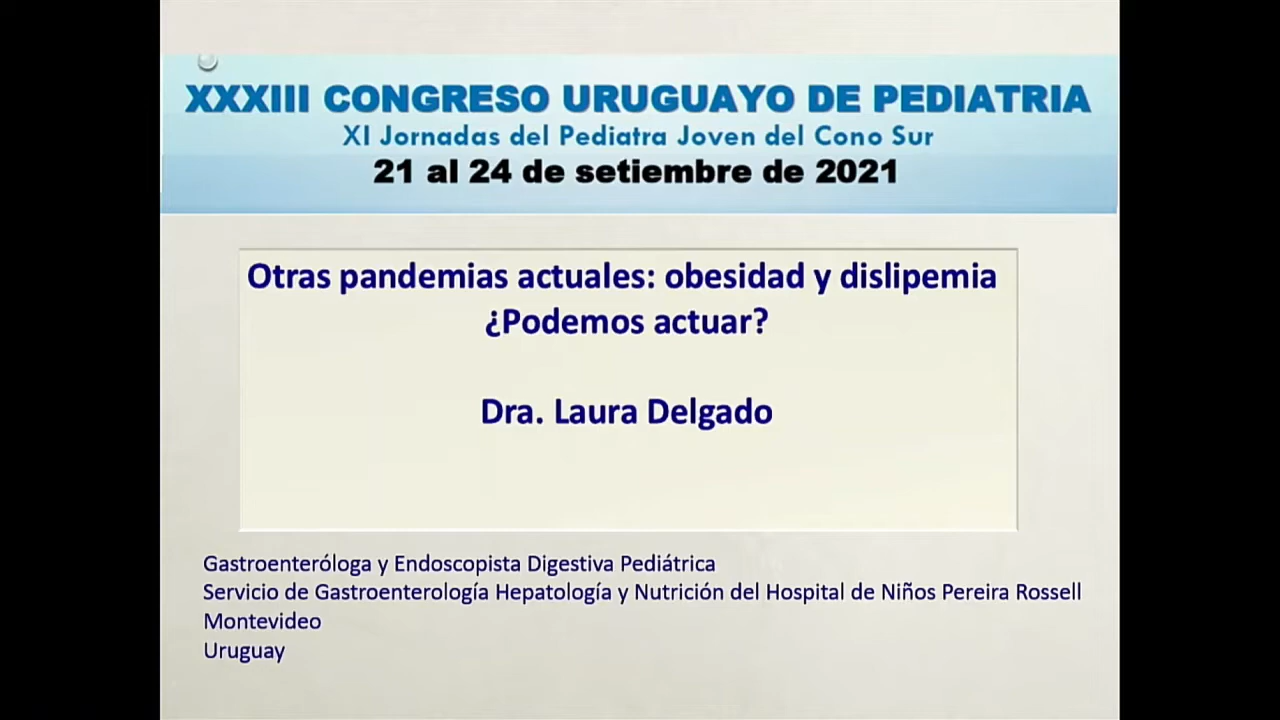 XXXIII CONGRESO URUGUAYO DE PEDIATRIA
XI Jornadas del Pediatra Joven del Cono Sur
21 al 24 de setiembre de 2021
Otras pandemias actuales: obesidad y dislipemia
¿Podemos actuar?
Dra. Laura Delgado
Gastroenteróloga y Endoscopista Digestiva Pediátrica
Servicio de Gastroenterología Hepatología y Nutrición del Hospital de Niños Pereira Rossell
Montevideo
Uruguay